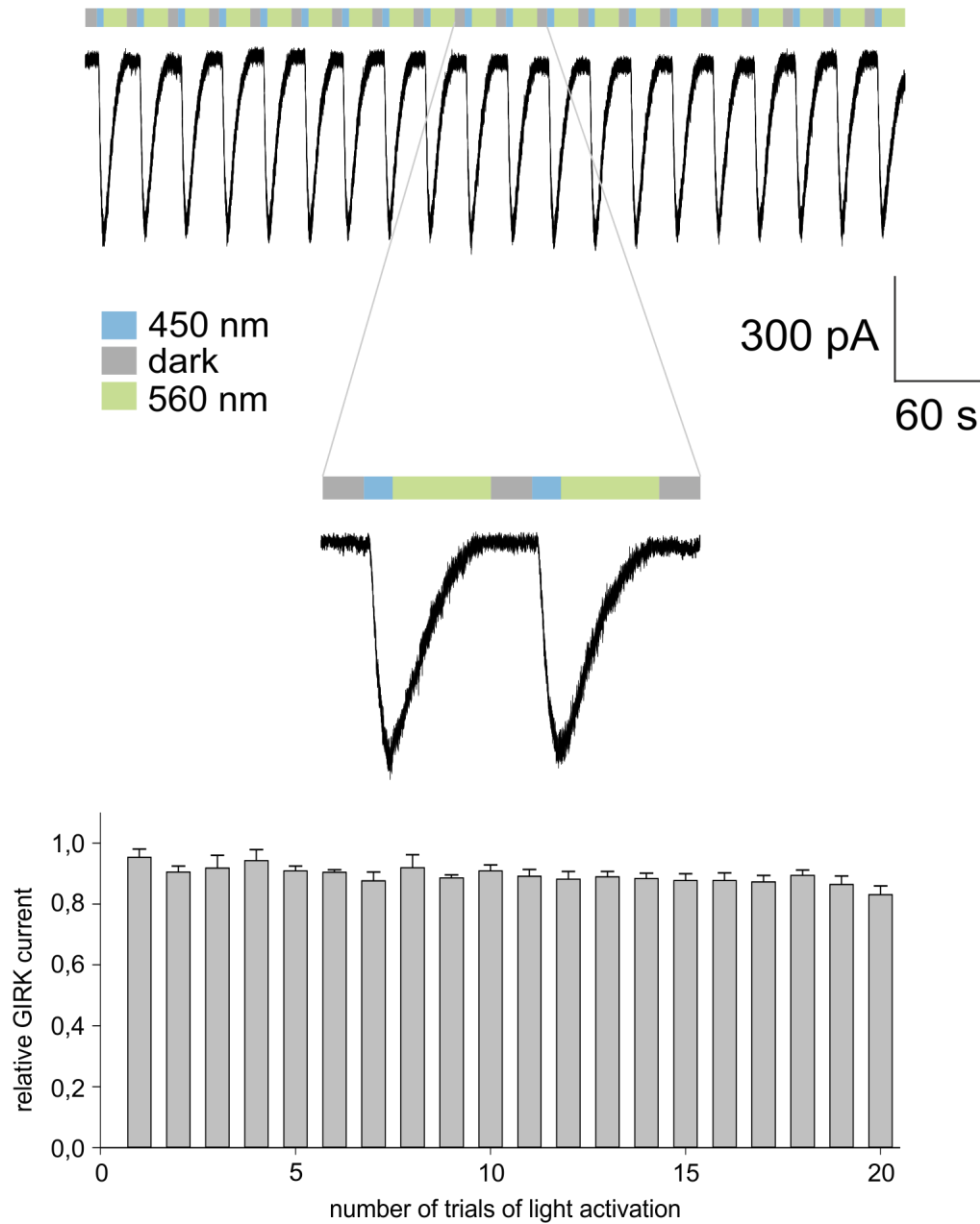 450 nm
dark
560 nm
300 pA
60 s
relative GIRK current
1,0
0,8
0,6
0,4
0,2
0,0
0 5 10 15 20
number of trials of light activation